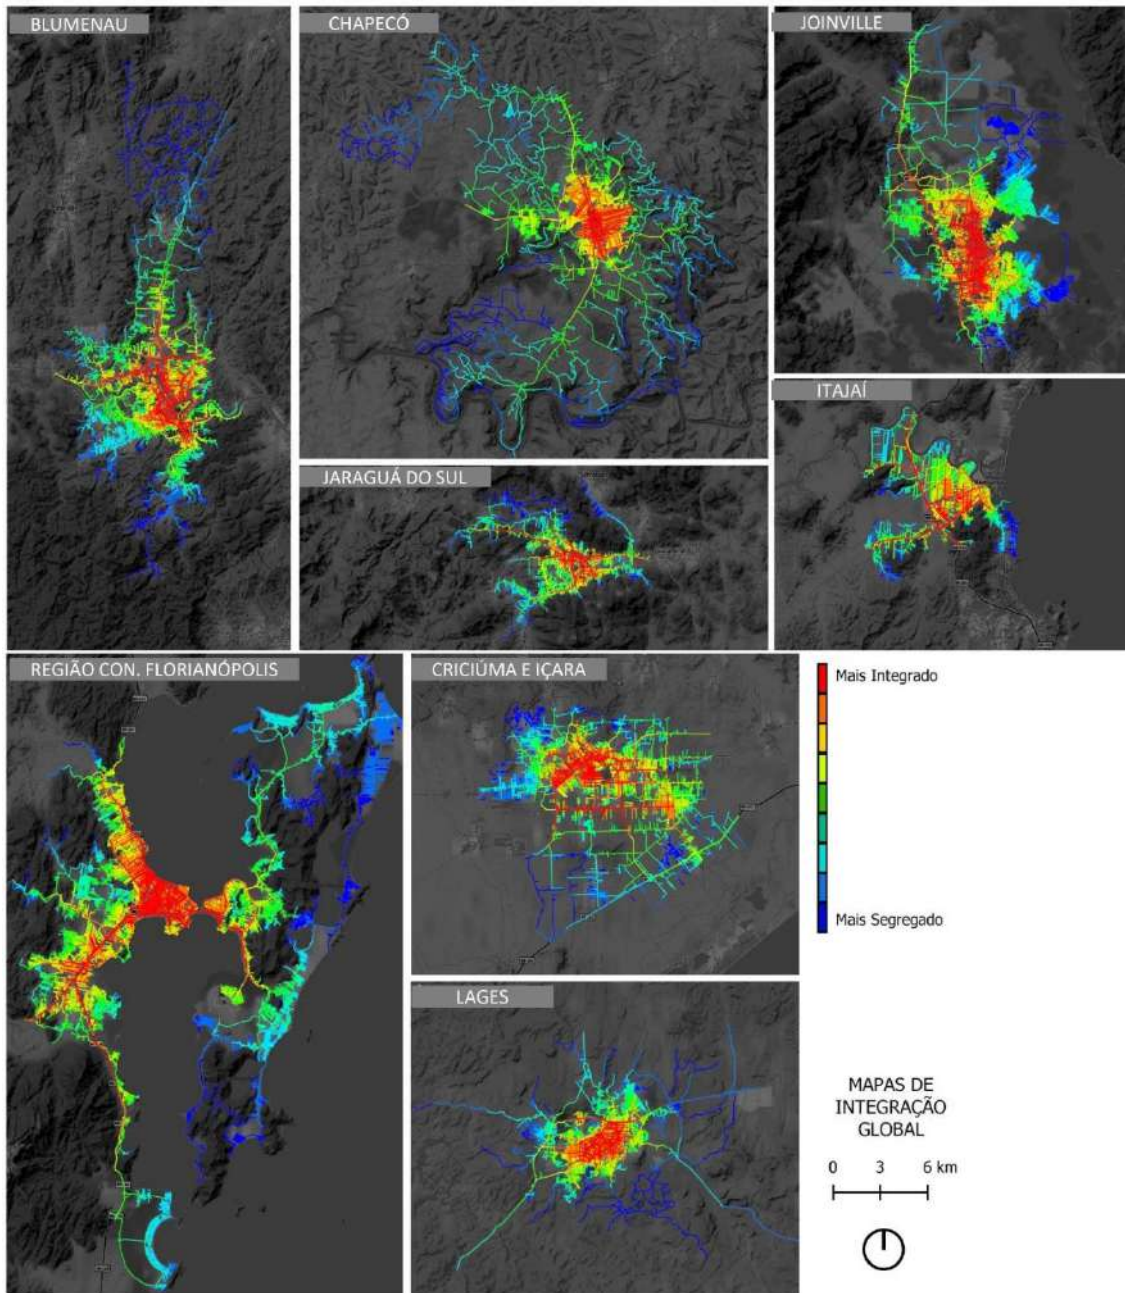 BLUMENAU
CHAPECÓ
JOINVILLE
ITAJAÍ
JARAGUÁ DO SUL
REGIÃO CON. FLORIANÓPOLIS
CRICIÚMA E IÇARA
Mais Integrado
Mais Segregado
LAGES
MAPAS DE
INTEGRAÇÃO
GLOBAL
0 3 6 km